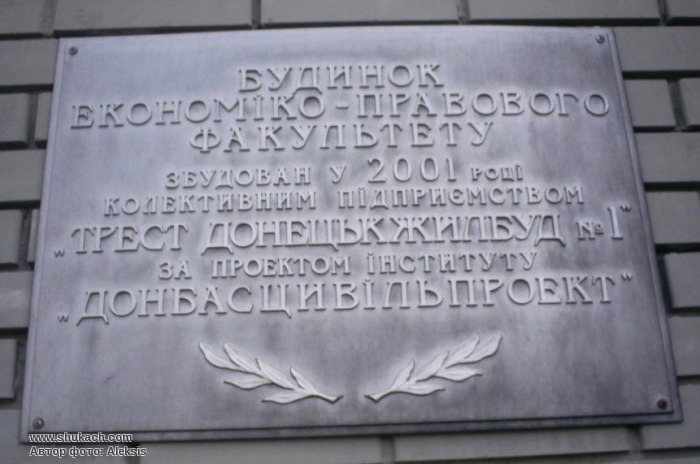 БУДИНОК
ЕКОНОМІКО-ПРАВОВОГО
ФАКУЛЬТЕТУ
ЗБУДОВАН У 2001 РОЦІ
КОЛЕКТИВНИМ ПІДПРИЄМСТВОМ
„ТРЕСТ ДОНЕЦЬКЖИЛБУД №1"
ЗА ПРОЕКТОМ ІНСТИТУТУ
„ДОНБАСЦИВІЛЬПРОЕКТ"
www.shukach.com
Автор фото: Aleksis